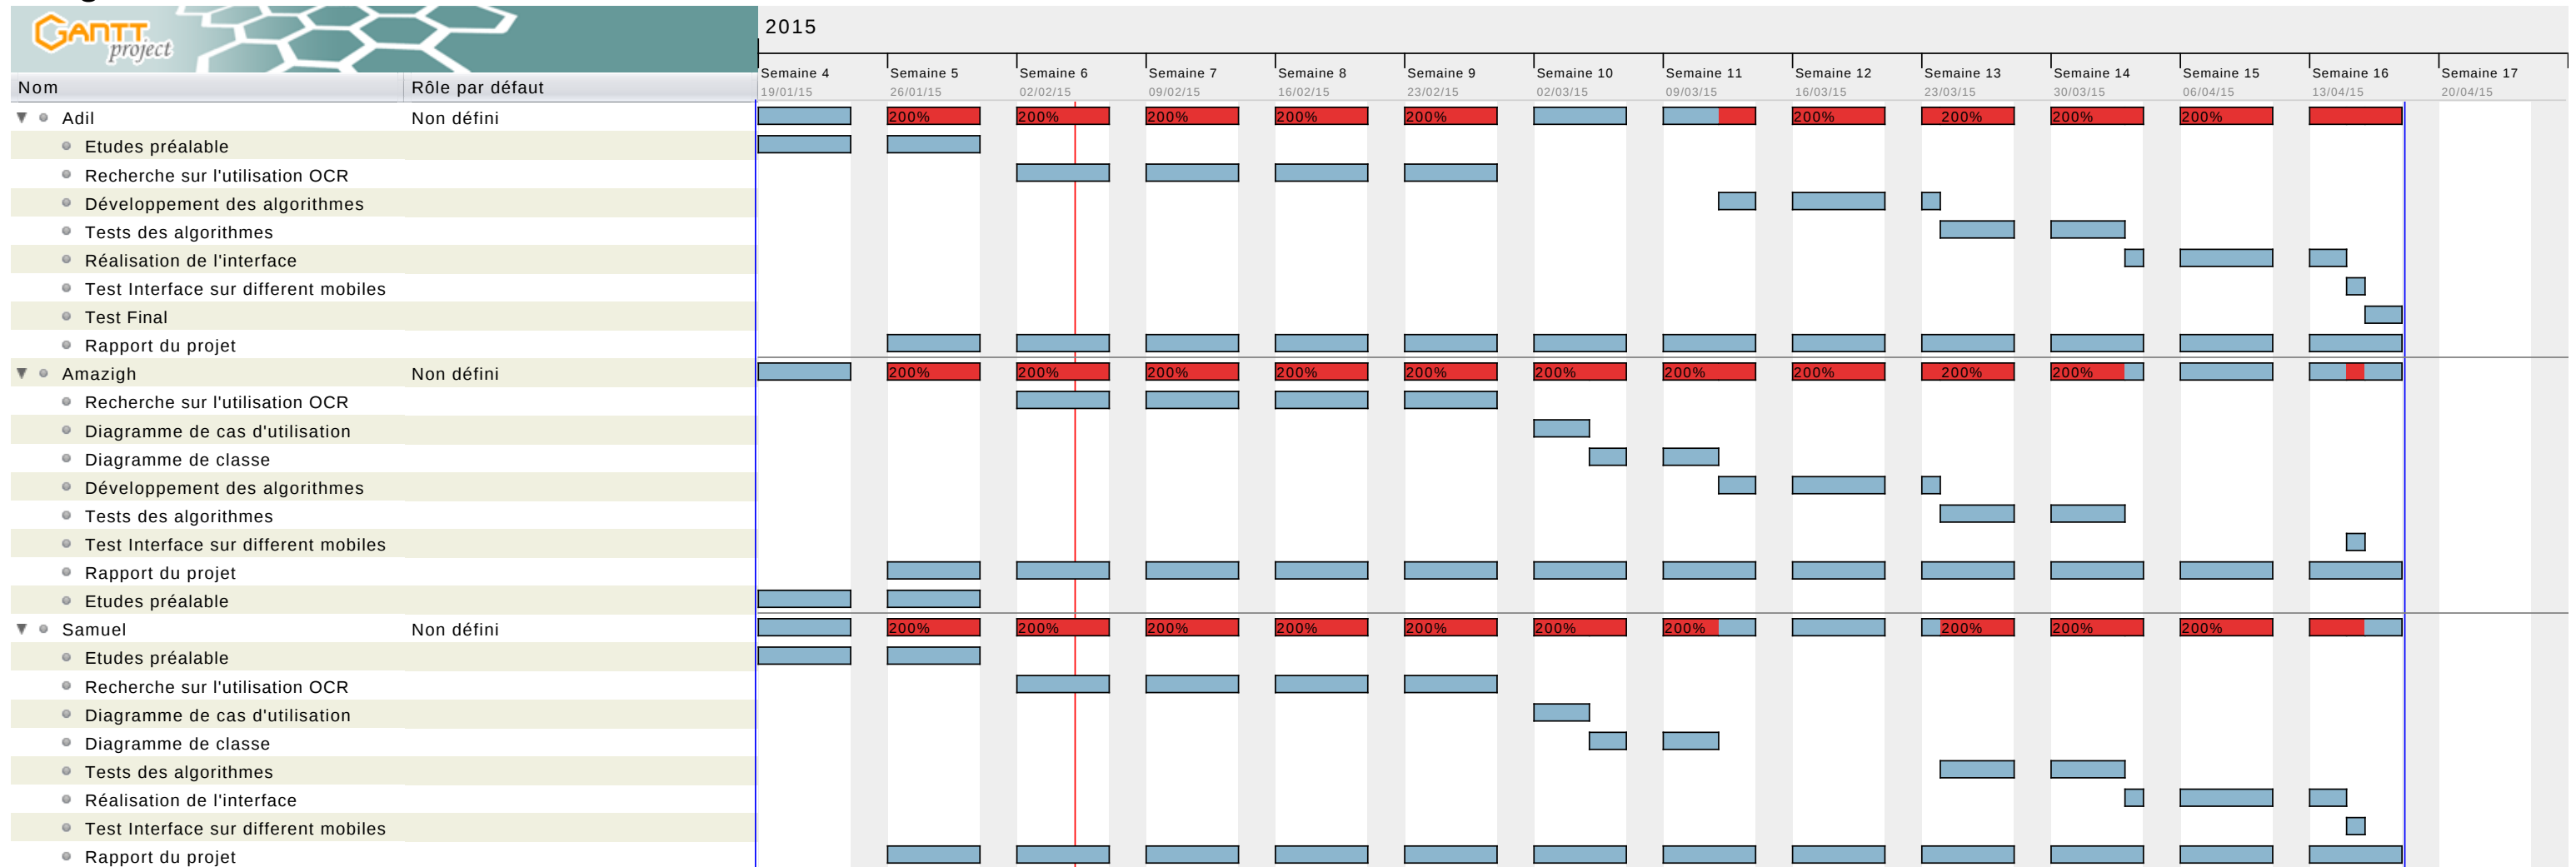 GANTT
project
2015
Semaine 4 Semaine 5 Semaine 6 Semaine 7 Semaine 8 Semaine 9 Semaine 10 Semaine 11 Semaine 12 Semaine 13 Semaine 14 Semaine 15 Semaine 16 Semaine 17
Nom Rôle par défaut
19/01/15 26/01/15 02/02/15 09/02/15 16/02/15 23/02/15 02/03/15 09/03/15 16/03/15 23/03/15 30/03/15 06/04/15 13/04/15 20/04/15
Adil Non défini 200% 200% 200% 200% 200% 200% 200% 200% 200%
Etudes préalable
Recherche sur l'utilisation OCR
Développement des algorithmes
Tests des algorithmes
Réalisation de l'interface
Test Interface sur different mobiles
Test Final
Rapport du projet
Amazigh Non défini 200% 200% 200% 200% 200% 200% 200% 200% 200% 200%
Recherche sur l'utilisation OCR
Diagramme de cas d'utilisation
Diagramme de classe
Développement des algorithmes
Tests des algorithmes
Test Interface sur different mobiles
Rapport du projet
Etudes préalable
Samuel Non défini 200% 200% 200% 200% 200% 200% 200% 200% 200% 200%
Etudes préalable
Recherche sur l'utilisation OCR
Diagramme de cas d'utilisation
Diagramme de classe
Tests des algorithmes
Réalisation de l'interface
Test Interface sur different mobiles
Rapport du projet